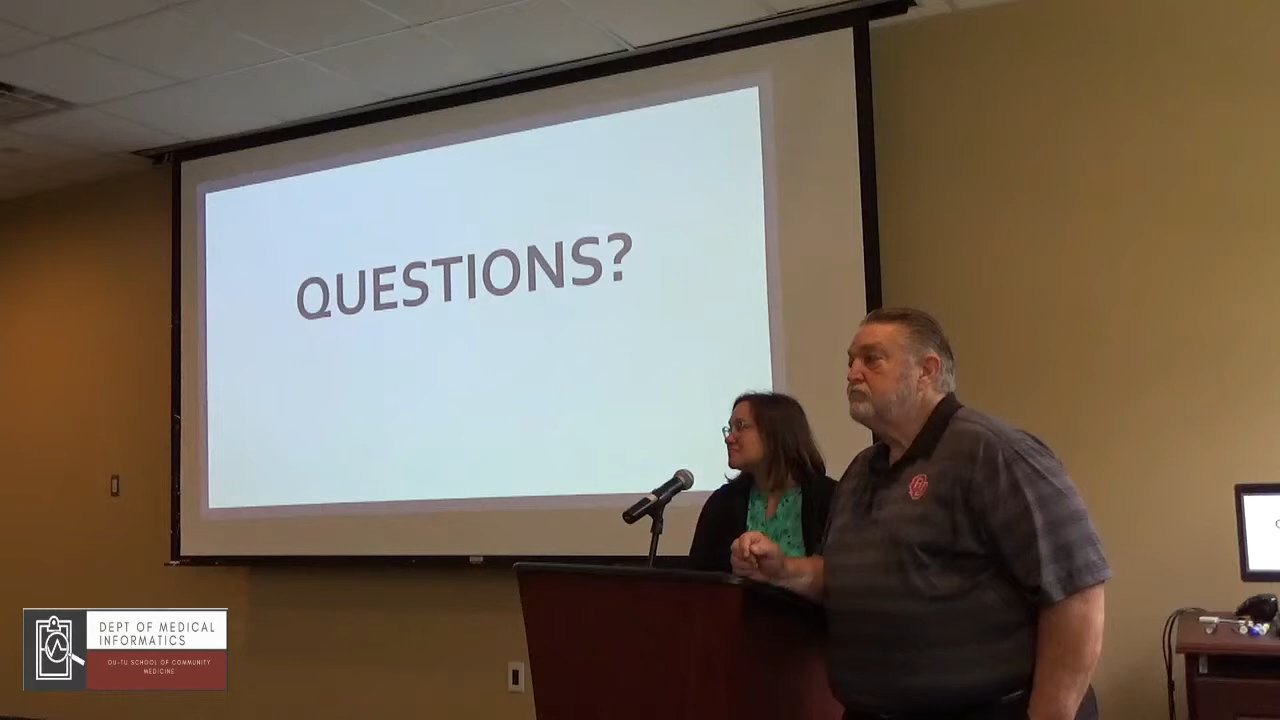 QUESTIONS?
DEPT OF MEDICAL
INFORMATICS
OU-TU SCHOOL OF COMMUNITY
MEDICINE